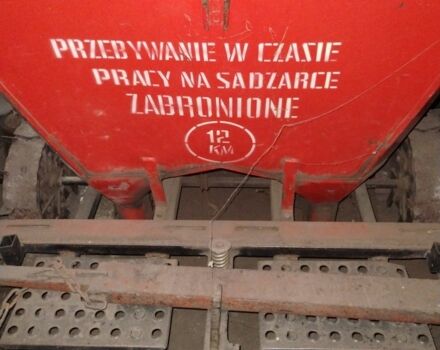 PRZEBYWANIE W CZASIE
PRACY NA SADZARCE
ZABRONIONE
12
KM